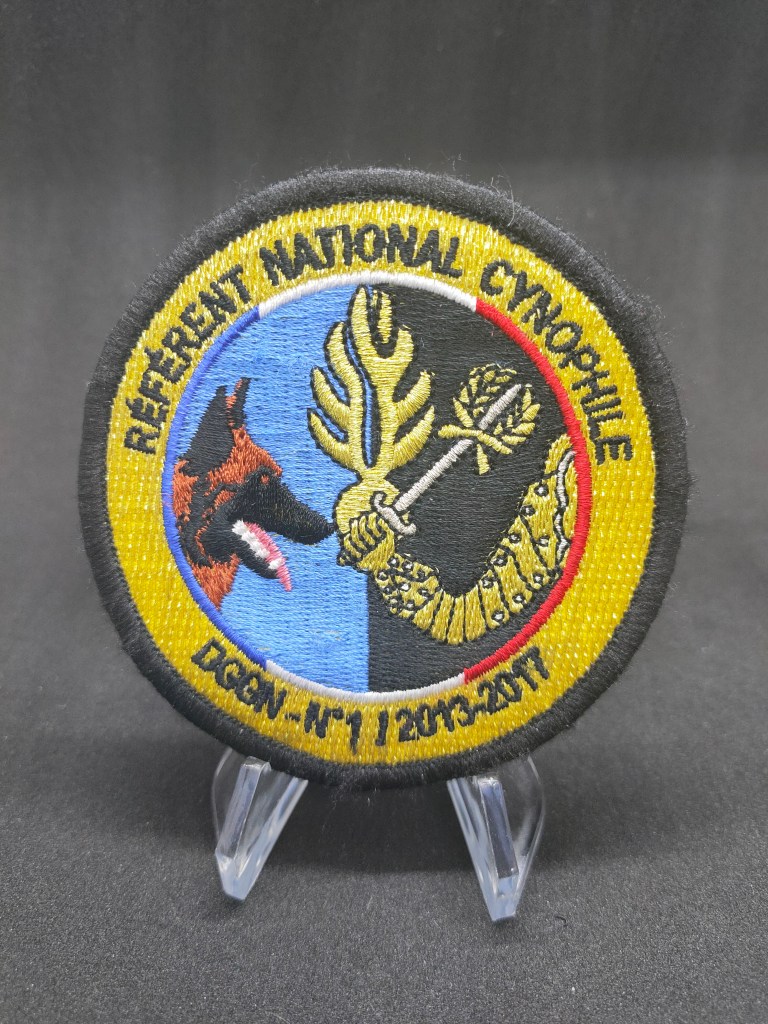 RÉFÉRENT NATIONAL CYNOPHILE
DGGN - N°1 / 2013-2017